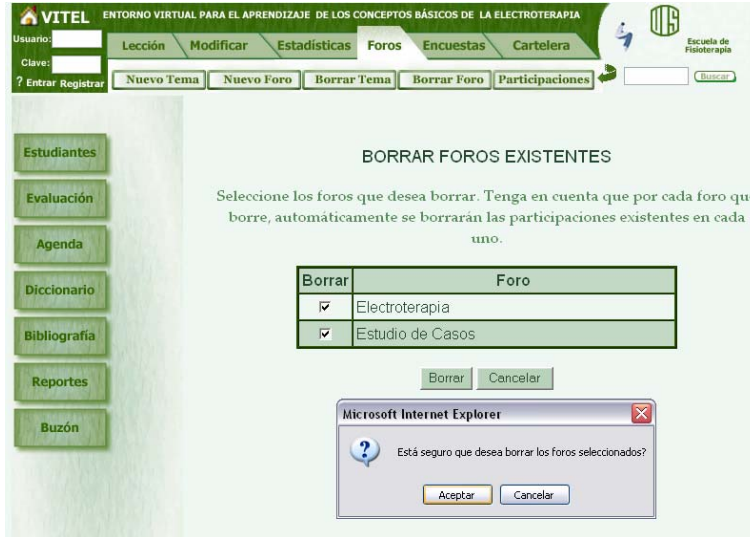 VITEL ENTORNO VIRTUAL PARA EL APRENDIZAJE DE LOS CONCEPTOS BÁSICOS DE LA ELECTROTERAPIA
UIS
Escuela de
Fisioterapia
Usuario:
Clave:
? Entrar Registrar
Lección Modificar Estadísticas Foros Encuestas Cartelera
Nuevo Tema Nuevo Foro Borrar Tema Borrar Foro Participaciones
Buscar
Estudiantes
Evaluación
Agenda
Diccionario
Bibliografía
Reportes
Buzón
BORRAR FOROS EXISTENTES
Seleccione los foros que desea borrar. Tenga en cuenta que por cada foro qu
borre, automáticamente se borrarán las participaciones existentes en cada
uno.
Borrar Foro
Electroterapia
Estudio de Casos
Borrar Cancelar
Microsoft Internet Explorer
Está seguro que desea borrar los foros seleccionados?
Aceptar Cancelar